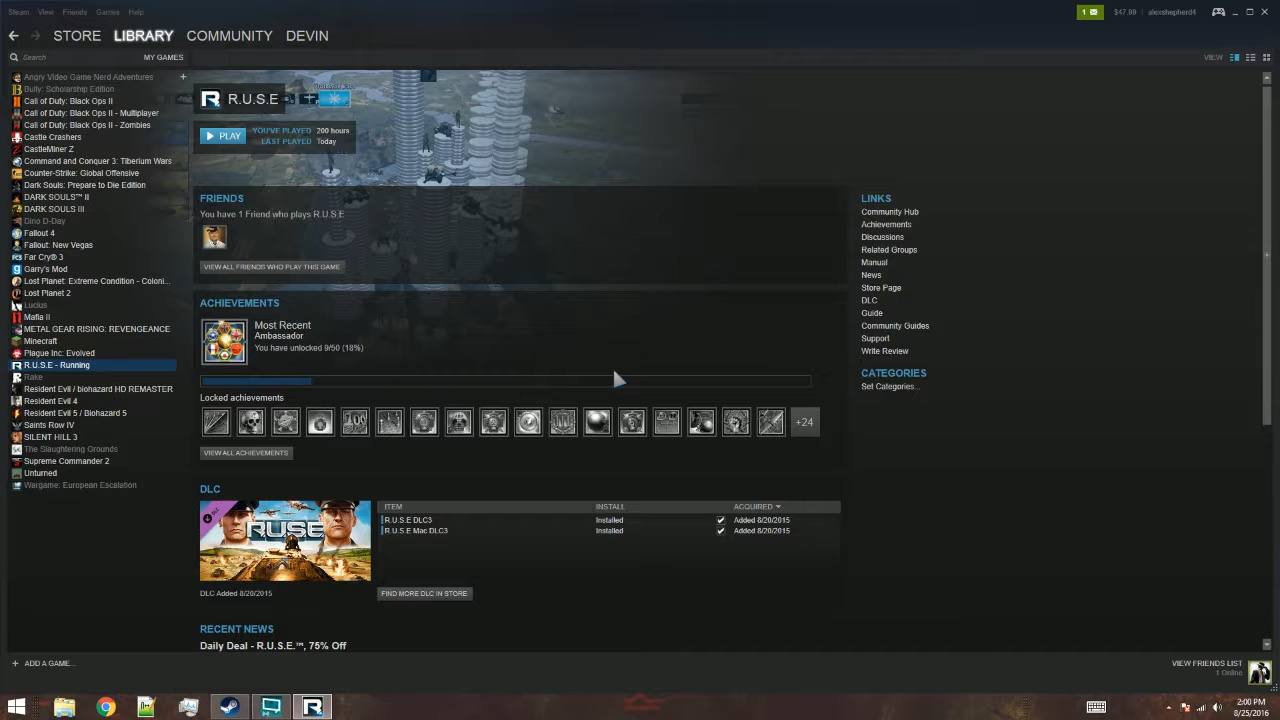 Steam View Friends Games Help
1 $47.99 alexshepherd4
STORE LIBRARY COMMUNITY DEVIN
Search MY GAMES VIEW
Angry Video Game Nerd Adventures
Bully: Scholarship Edition
Call of Duty: Black Ops II
Call of Duty: Black Ops II - Multiplayer
Call of Duty: Black Ops II - Zombies
Castle Crashers
CastleMiner Z
Command and Conquer 3: Tiberium Wars
Counter-Strike: Global Offensive
Dark Souls: Prepare to Die Edition
DARK SOULS™ II
DARK SOULS III
Dino D-Day
Fallout 4
Fallout: New Vegas
Far Cry® 3
Garry's Mod
Lost Planet: Extreme Condition - Coloni...
Lost Planet 2
Lucius
Mafia II
METAL GEAR RISING: REVENGEANCE
Minecraft
Plague Inc: Evolved
R.U.S.E - Running
Rake
Resident Evil / biohazard HD REMASTER
Resident Evil 4
Resident Evil 5 / Biohazard 5
Saints Row IV
SILENT HILL 3
The Slaughtering Grounds
Supreme Commander 2
Unturned
Wargame: European Escalation
R.U.S.E
PLAY
YOU'VE PLAYED 200 hours
LAST PLAYED Today
FRIENDS
You have 1 Friend who plays R.U.S.E
VIEW ALL FRIENDS WHO PLAY THIS GAME
ACHIEVEMENTS
Most Recent
Ambassador
You have unlocked 9/50 (18%)
Locked achievements
100
+24
VIEW ALL ACHIEVEMENTS
DLC
ITEM INSTALL ACQUIRED
R.U.S.E DLC3 Installed Added 8/20/2015
R.U.S.E Mac DLC3 Installed Added 8/20/2015
RUSE
DLC Added 8/20/2015
FIND MORE DLC IN STORE
RECENT NEWS
Daily Deal - R.U.S.E.™, 75% Off
LINKS
Community Hub
Achievements
Discussions
Related Groups
Manual
News
Store Page
DLC
Guide
Community Guides
Support
Write Review
CATEGORIES
Set Categories...
ADD A GAME...
VIEW FRIENDS LIST
1 Online
2:00 PM
8/25/2016